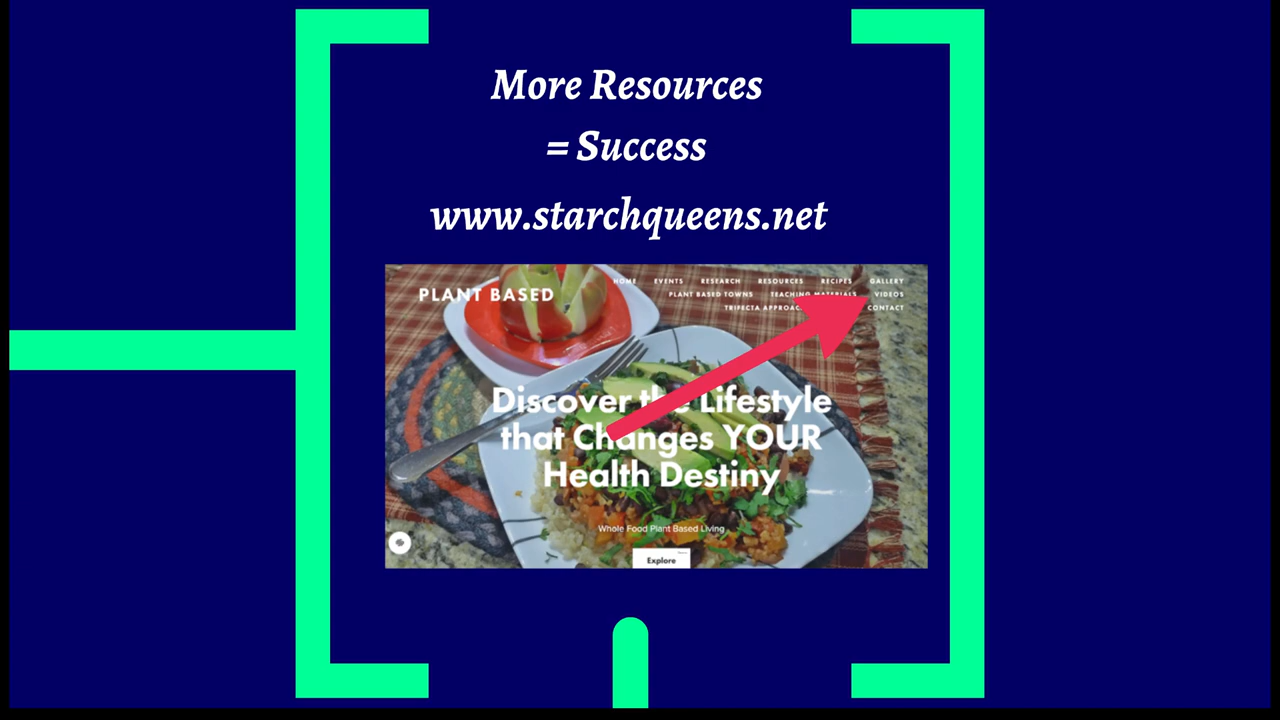 More Resources
= Success
www.starchqueens.net
PLANT BASED
HOME EVENTS RESEARCH RESOURCES RECIPES GALLERY
PLANT BASED TOWNS TEACHING MATERIALS VIDEOS
TRIFECTA CONTACT
Discover the Lifestyle
that Changes YOUR
Health Destiny
Whole Food Plant Based Living
Explore